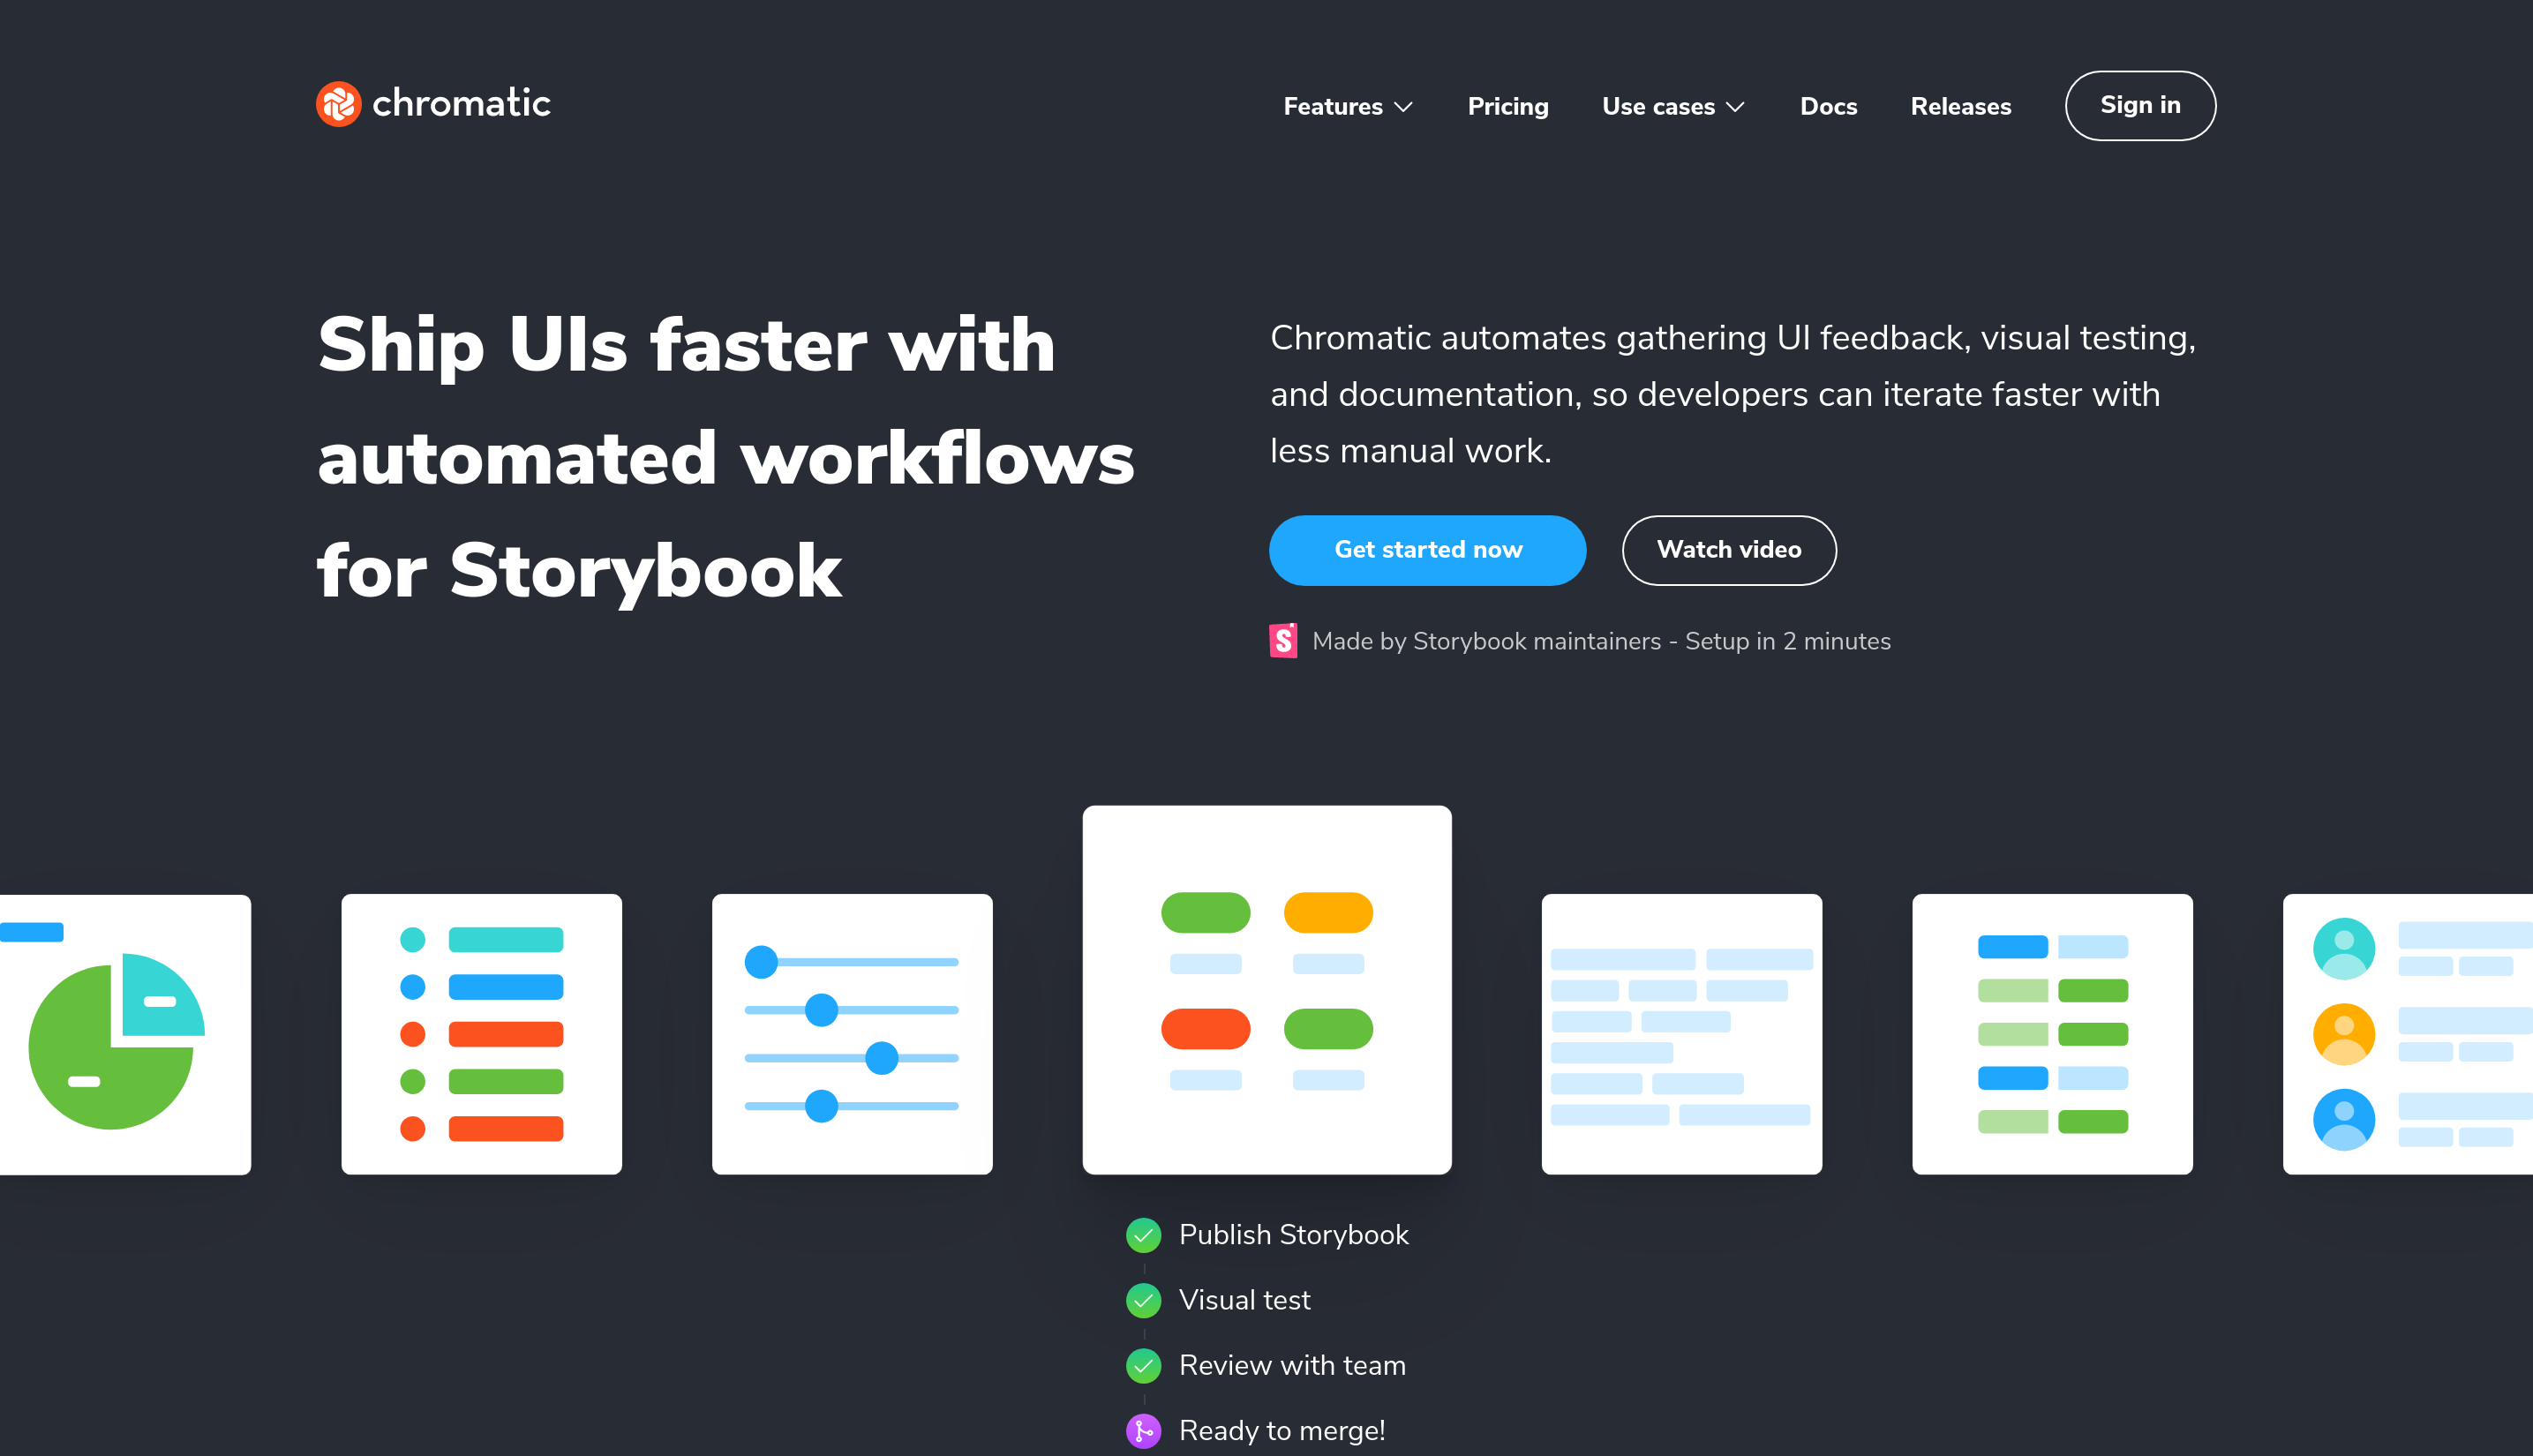 chromatic
Features
Pricing
Use cases
Docs
Releases
Sign in
Ship UIs faster with
automated workflows
for Storybook
Chromatic automates gathering UI feedback, visual testing,
and documentation, so developers can iterate faster with
less manual work.
Get started now
Watch video
S
Made by Storybook maintainers - Setup in 2 minutes
Publish Storybook
Visual test
Review with team
Ready to merge!